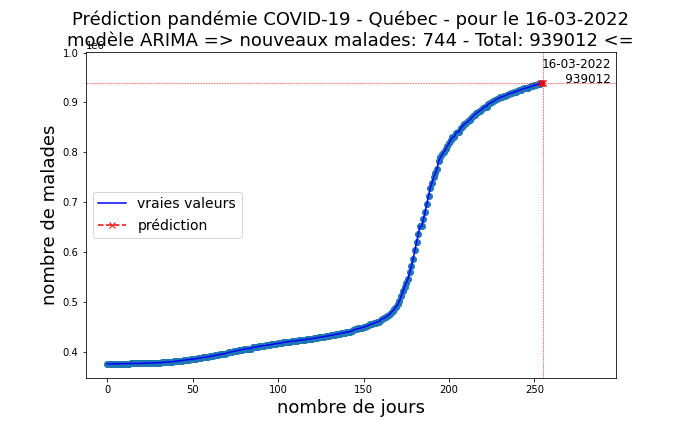 Prédiction pandémie COVID-19 - Québec - pour le 16-03-2022
modèle ARIMA => nouveaux malades: 744 - Total: 939012 <=
1e6
1.0
16-03-2022
939012
0.9
0.8
0.7
vraies valeurs
prédiction
0.6
0.5
0.4
nombre de malades
0 50 100 150 200 250
nombre de jours